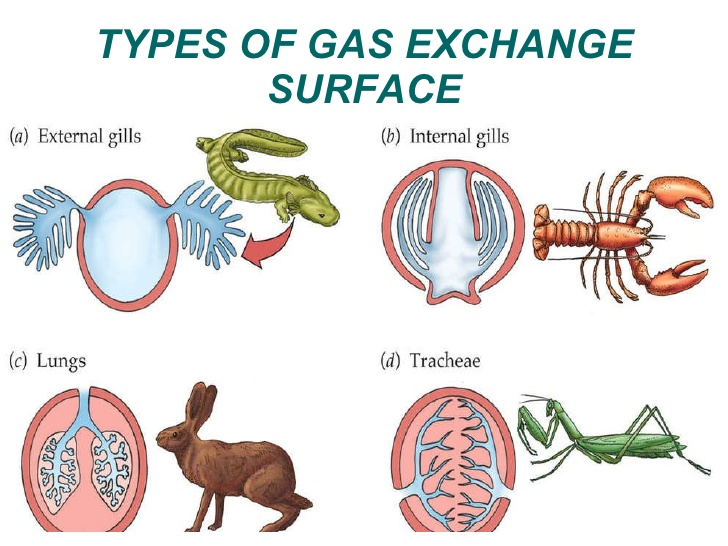 TYPES OF GAS EXCHANGE
SURFACE
(a) External gills
(b) Internal gills
(c) Lungs
(d) Tracheae